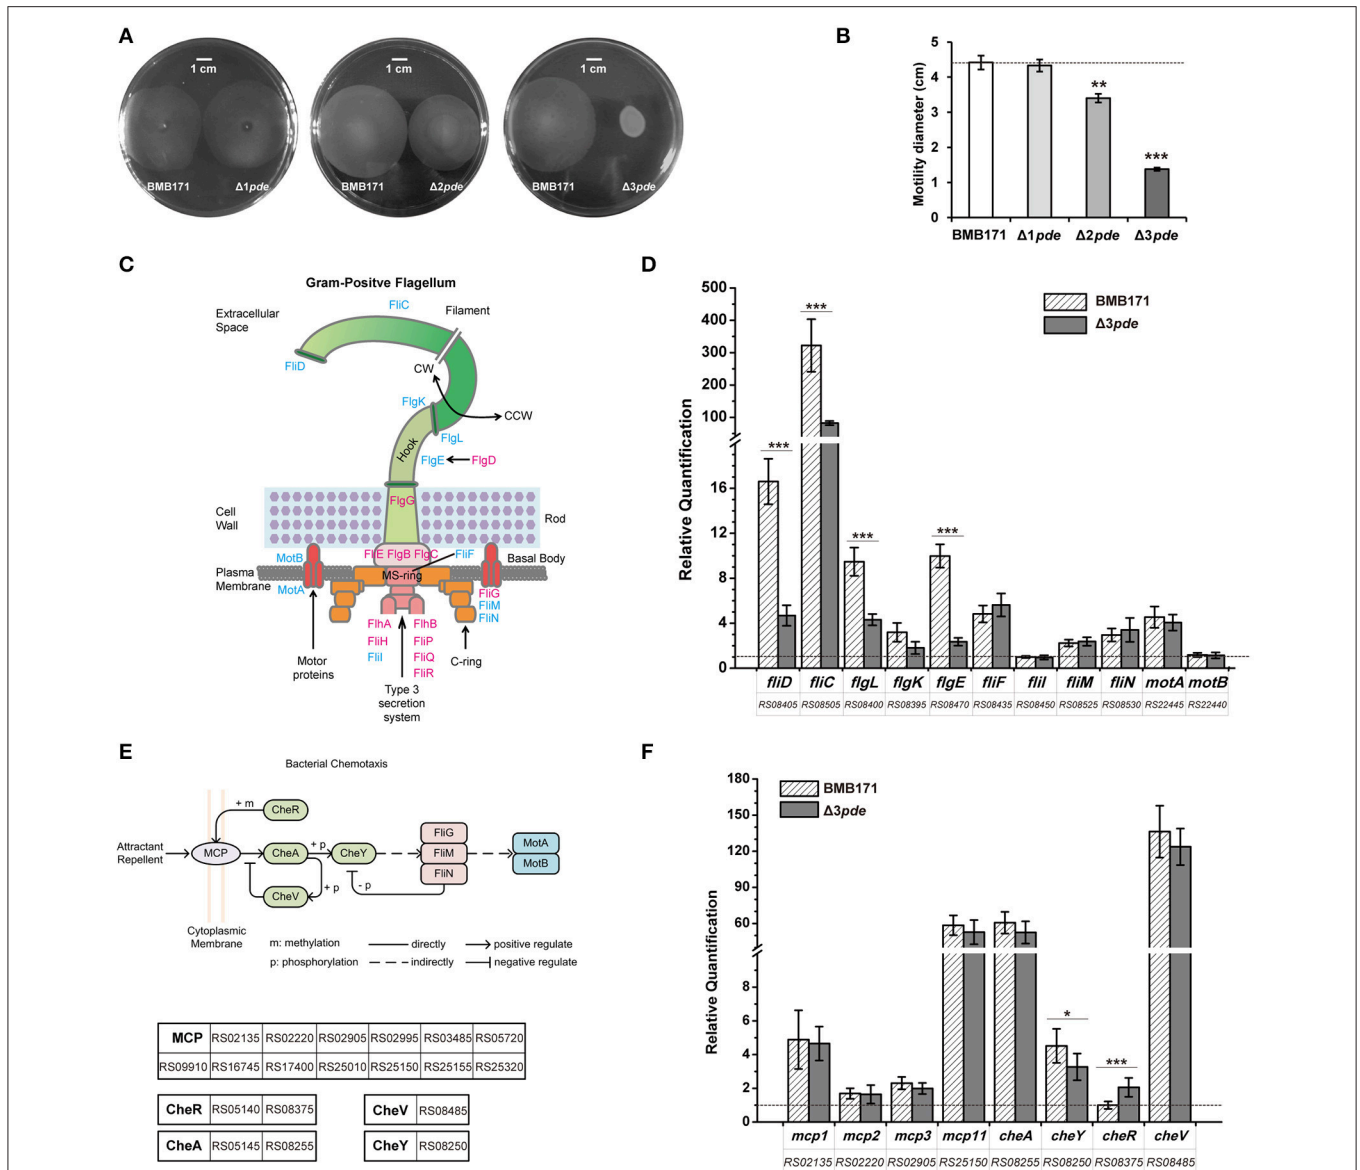 A
1 cm
BMB171
Δ1pde
1 cm
BMB171
Δ2pde
1 cm
BMB171
Δ3pde
B
Motility diameter (cm)
5
4
3
2
1
0
**
***
BMB171 Δ1pde Δ2pde Δ3pde
C
Gram-Positve Flagellum
Extracellular
Space
FliC
Filament
FliD
CW
FlgK
CCW
FlgL
Hook
FlgE
FlgD
Cell
Wall
FlgG
Rod
FliE FlgB FlgC
FliF
Basal Body
MotB
MS-ring
Plasma
Membrane
MotA
FliG
FliM
FliN
FlhA FlhB
FliH FliP
FliI FliQ
FliR
Motor
proteins
C-ring
Type 3
secretion
system
D
Relative Quantification
500
400
300
200
100
16
12
8
4
0
BMB171
Δ3pde
***
***
***
***
fliD fliC flgL flgK flgE fliF fliI fliM fliN motA motB
RS08405 RS08505 RS08400 RS08395 RS08470 RS08435 RS08450 RS08525 RS08530 RS22445 RS22440
E
Bacterial Chemotaxis
+ m
CheR
Attractant
Repellent
MCP
CheA
+ p
CheY
FliG
FliM
FliN
MotA
MotB
CheV
+ p
- p
Cytoplasmic
Membrane
m: methylation directly positive regulate
p: phosphorylation indirectly negative regulate
MCP RS02135 RS02220 RS02905 RS02995 RS03485 RS05720
RS09910 RS16745 RS17400 RS25010 RS25150 RS25155 RS25320
CheR RS05140 RS08375
CheV RS08485
CheA RS05145 RS08255
CheY RS08250
F
Relative Quantification
180
150
120
90
60
8
6
4
2
0
BMB171
Δ3pde
*
***
mcp1 mcp2 mcp3 mcp11 cheA cheY cheR cheV
RS02135 RS02220 RS02905 RS25150 RS08255 RS08250 RS08375 RS08485